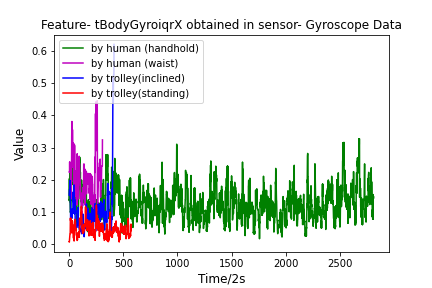 Feature- tBodyGyroiqrX obtained in sensor- Gyroscope Data
by human (handhold)
by human (waist)
by trolley(inclined)
by trolley(standing)
Value
0.6
0.5
0.4
0.3
0.2
0.1
0.0
0 500 1000 1500 2000 2500
Time/2s